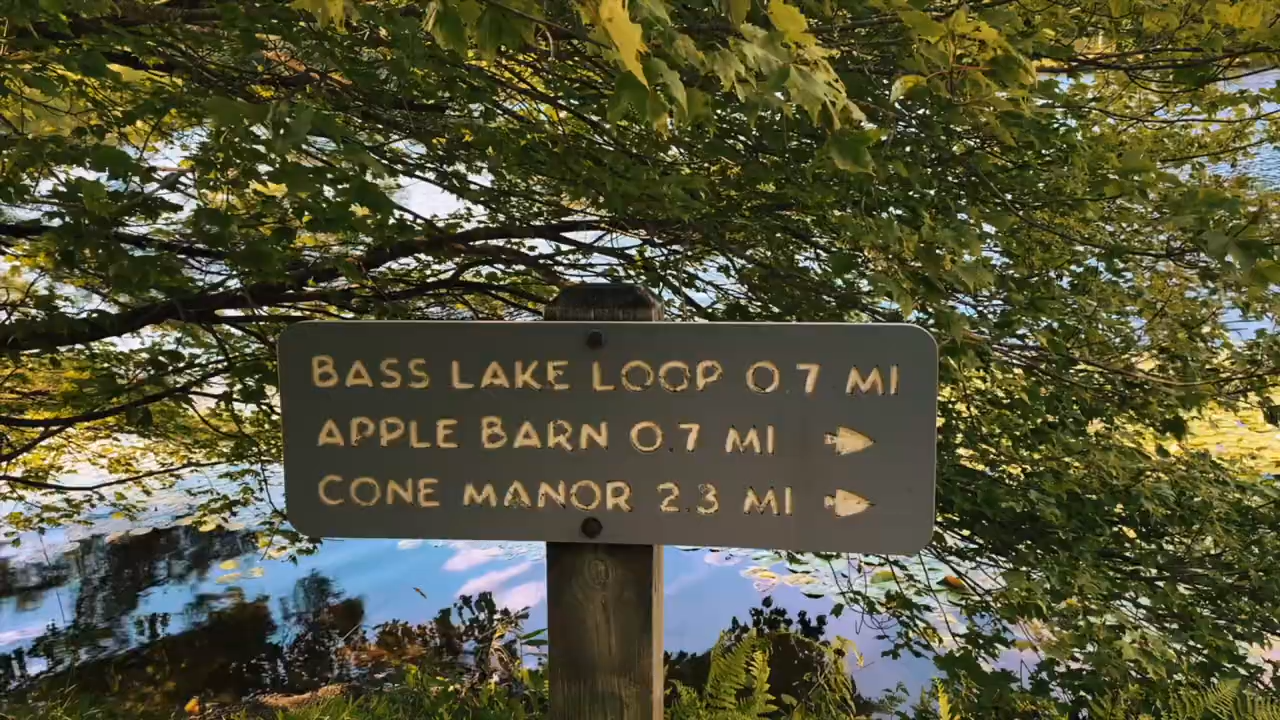 BASS LAKE LOOP 0.7 MI
APPLE BARN 0.7 MI
CONE MANOR 2.3 MI